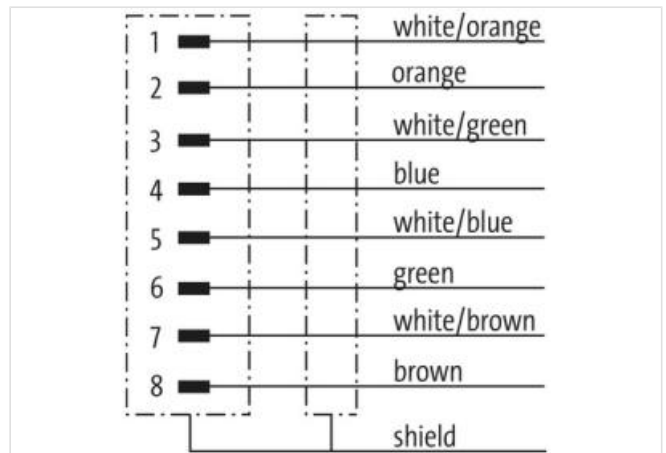 1 white/orange
2 orange
3 white/green
4 blue
5 white/blue
6 green
7 white/brown
8 brown
shield